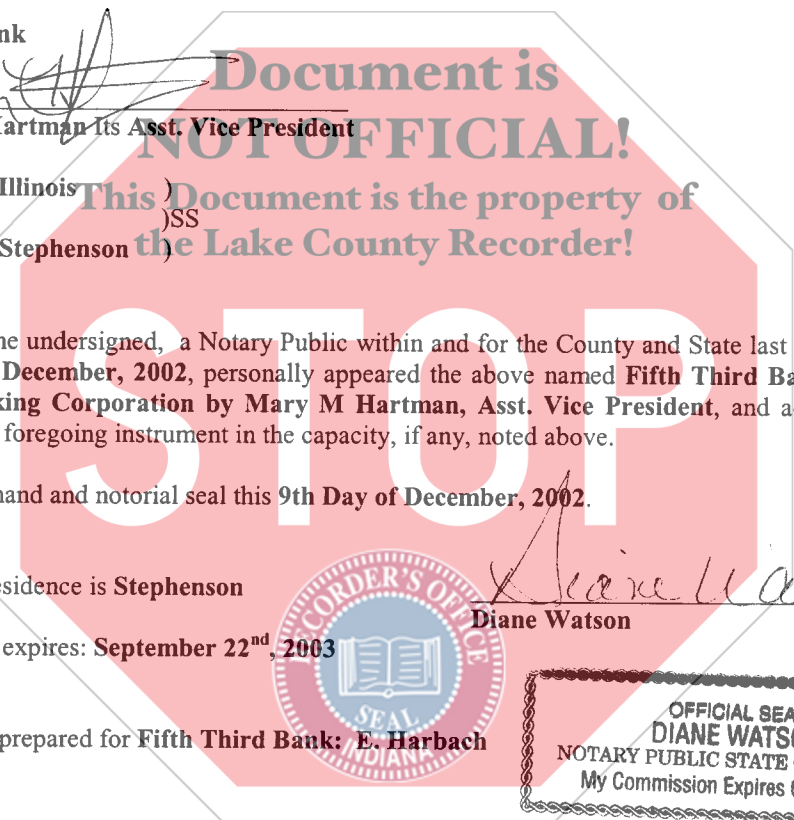 nk
Document is
NOT OFFICIAL!
This Document is the property of
the Lake County Recorder!
artman Its Asst. Vice President
Illinois )
)SS
Stephenson )
STOP
ne undersigned, a Notary Public within and for the County and State last
December, 2002, personally appeared the above named Fifth Third Ba
king Corporation by Mary M Hartman, Asst. Vice President, and a
foregoing instrument in the capacity, if any, noted above.
hand and notorial seal this 9th Day of December, 2002.
esidence is Stephenson
Diane Wa
Diane Watson
expires: September 22nd, 2003
RECORDER'S OFFICE
SEAL
INDIANA
prepared for Fifth Third Bank: E. Harbach
OFFICIAL SEA
DIANE WATS
NOTARY PUBLIC STATE
My Commission Expires